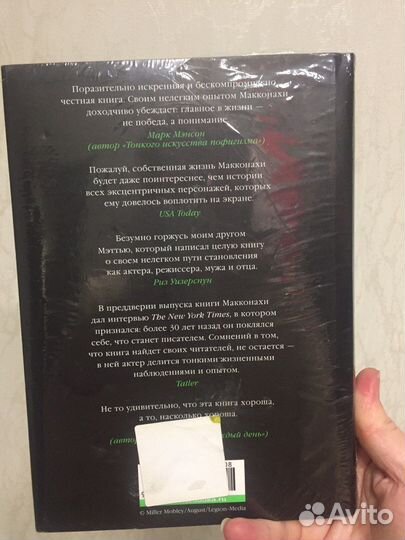 Поразительно искренняя и бескомпромиссно
честная книга. Своим нелегким опытом Макконахи
доходчиво убеждает: главное в жизни —
не победа, а понимание.
Марк Мэнсон
(автор «Тонкого искусства пофигизма»)
Пожалуй, собственная жизнь Макконахи
будет даже поинтереснее, чем истории
всех эксцентричных персонажей, которых
ему довелось воплотить на экране.
USA Today
Безумно горжусь моим другом
Мэттью, который написал целую книгу
о своем нелегком пути становления
как актера, режиссера, мужа и отца.
Риз Уизерспун
В преддверии выпуска книги Макконахи
дал интервью The New York Times, в котором
признался: более 30 лет назад он поклялся
себе, что станет писателем. Сомнений в том,
что книга найдет своих читателей, не остается —
в ней актер делится тонкими жизненными
наблюдениями и опытом.
Tatler
Не то удивительно, что эта книга хороша,
а то, насколько хороша.
(автор день»)
© Miller Mobley/August/Legion-Media
Avito